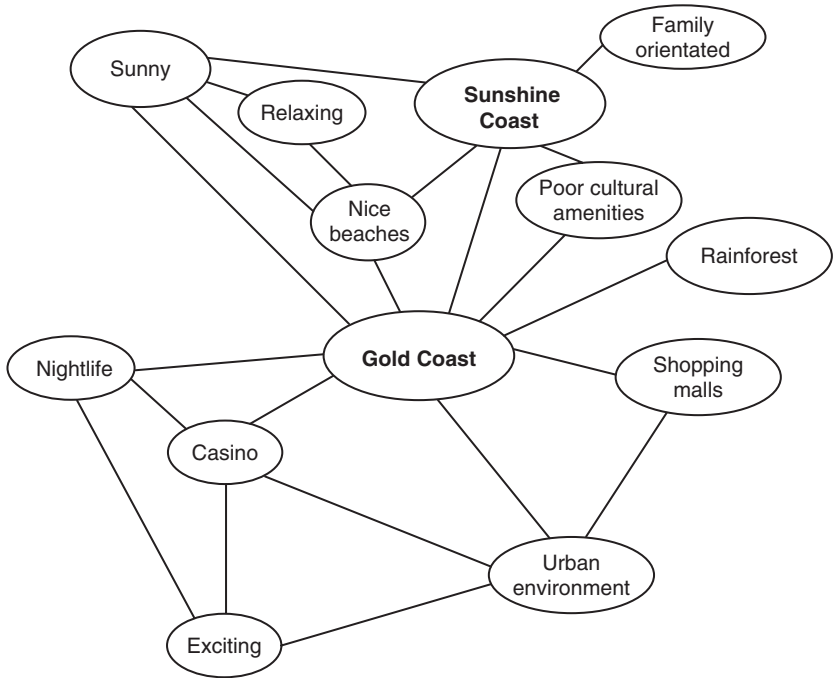 Family
orientated
Sunny
Sunshine
Coast
Relaxing
Poor cultural
amenities
Nice
beaches
Rainforest
Gold Coast
Nightlife
Shopping
malls
Casino
Urban
environment
Exciting